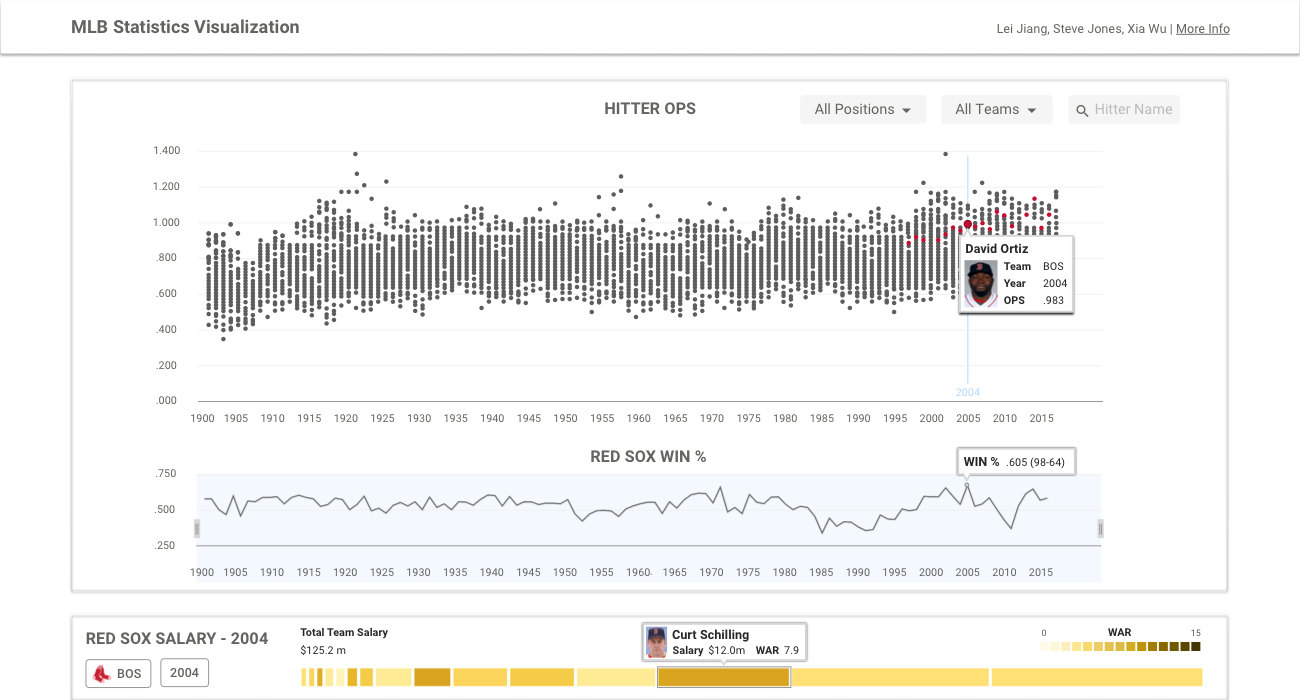 MLB Statistics Visualization
Lei Jiang, Steve Jones, Xia Wu | More Info
HITTER OPS
All Positions
All Teams
Hitter Name
1.400
1.200
1.000
.800
.600
.400
.200
.000
David Ortiz
Team BOS
Year 2004
OPS .983
2004
1900 1905 1910 1915 1920 1925 1930 1935 1940 1945 1950 1955 1960 1965 1970 1975 1980 1985 1990 1995 2000 2005 2010 2015
RED SOX WIN %
WIN % .605 (98-64)
.750
.500
.250
1900 1905 1910 1915 1920 1925 1930 1935 1940 1945 1950 1955 1960 1965 1970 1975 1980 1985 1990 1995 2000 2005 2010 2015
RED SOX SALARY - 2004
BOS
2004
Total Team Salary
$125.2 m
Curt Schilling
Salary $12.0m WAR 7.9
0 WAR 15